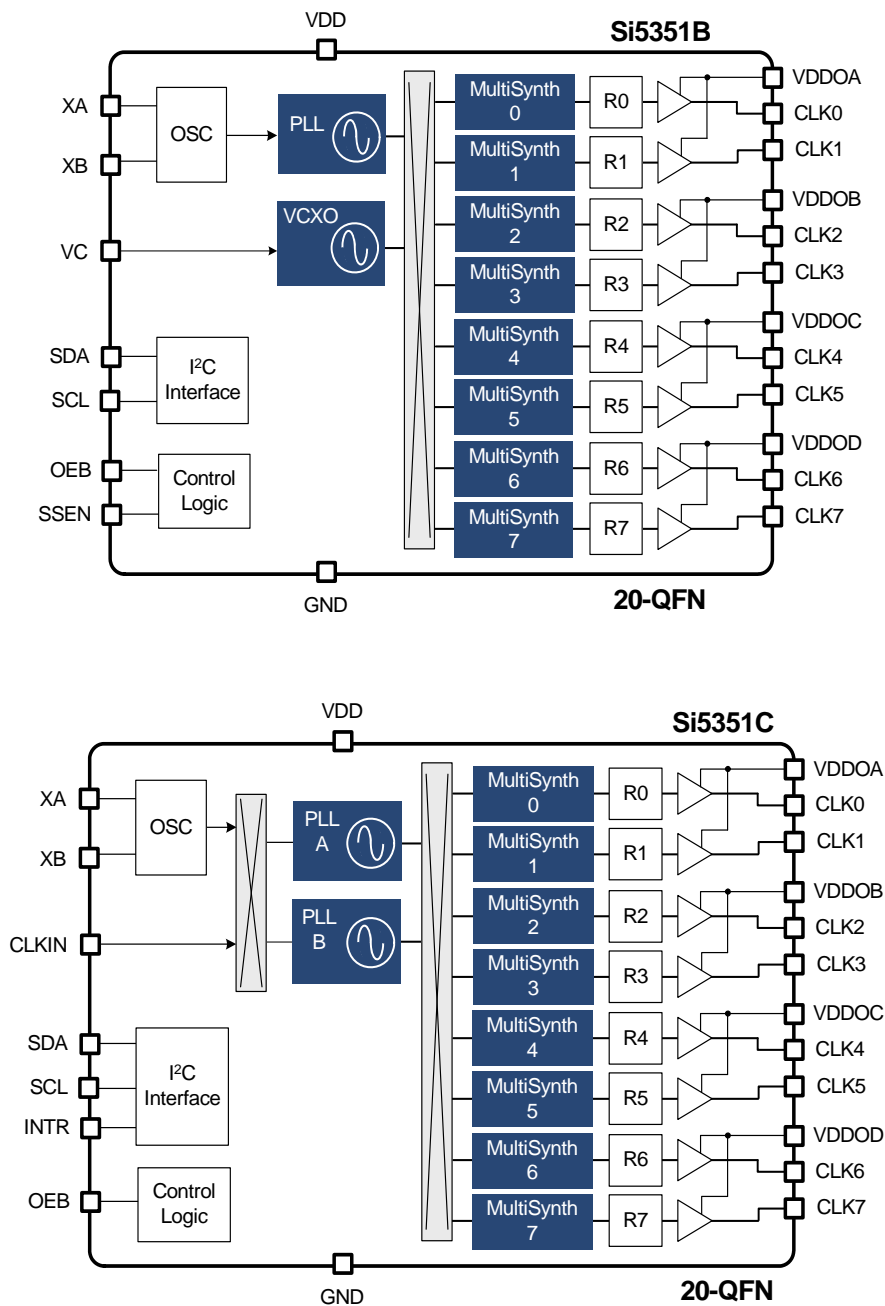 VDD
Si5351B
XA
XB
OSC
PLL
VC
VCXO
SDA
SCL
I²C
Interface
OEB
SSEN
Control
Logic
MultiSynth
0
R0
MultiSynth
1
R1
MultiSynth
2
R2
MultiSynth
3
R3
MultiSynth
4
R4
MultiSynth
5
R5
MultiSynth
6
R6
MultiSynth
7
R7
VDDOA
CLK0
CLK1
VDDOB
CLK2
CLK3
VDDOC
CLK4
CLK5
VDDOD
CLK6
CLK7
GND
20-QFN
VDD
Si5351C
XA
XB
OSC
CLKIN
PLL
A
PLL
B
SDA
SCL
INTR
I²C
Interface
OEB
Control
Logic
MultiSynth
0
R0
MultiSynth
1
R1
MultiSynth
2
R2
MultiSynth
3
R3
MultiSynth
4
R4
MultiSynth
5
R5
MultiSynth
6
R6
MultiSynth
7
R7
VDDOA
CLK0
CLK1
VDDOB
CLK2
CLK3
VDDOC
CLK4
CLK5
VDDOD
CLK6
CLK7
GND
20-QFN